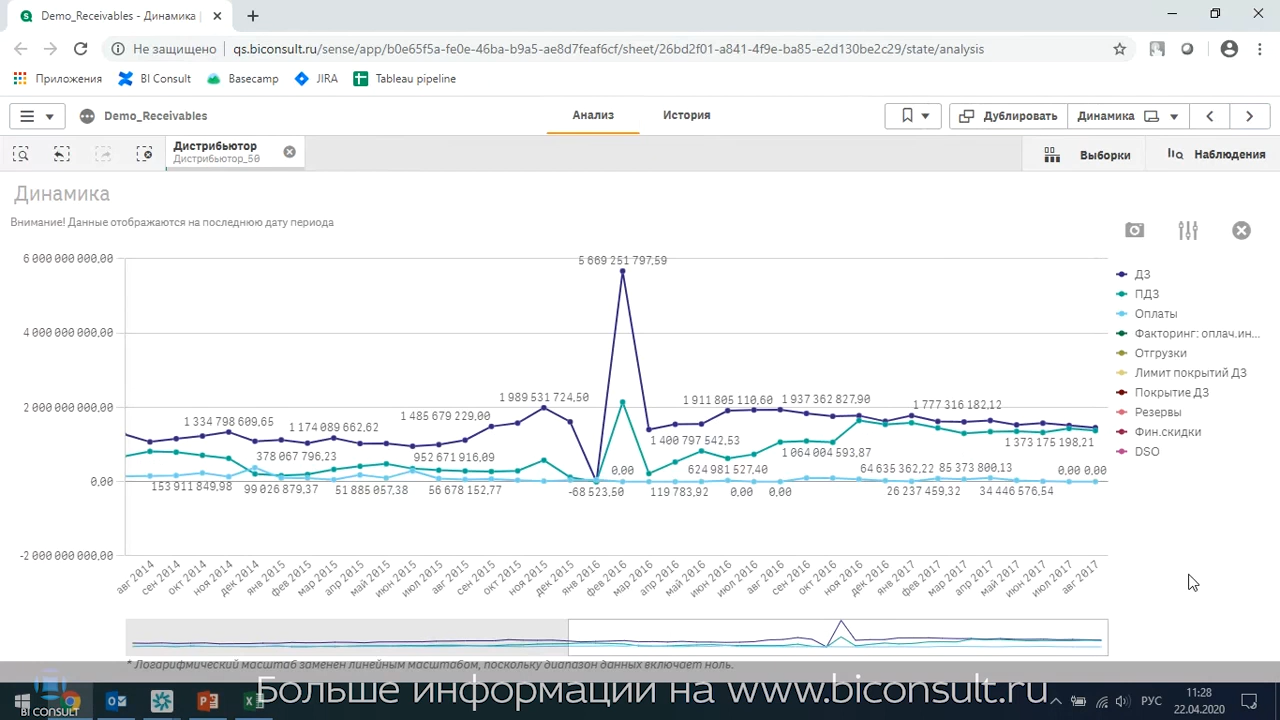 Demo_Receivables - Динамика |
Не защищено | qs.biconsult.ru/sense/app/b0e65f5a-fe0e-46ba-b9a5-ae8d7feaf6cf/sheet/26bd2f01-a841-4f9e-ba85-e2d130be2c29/state/analysis
Приложения BI Consult Basecamp JIRA Tableau pipeline
Demo_Receivables Анализ История Дублировать Динамика
Дистрибьютор
Дистрибьютор_50
Выборки Наблюдения
Динамика
Внимание! Данные отображаются на последнюю дату периода
6 000 000 000,00
4 000 000 000,00
2 000 000 000,00
0.00
-2 000 000 000,00
5 669 251 797,59
1 989 531 724,50
1 911 805 110,60
1 937 362 827,90
1 777 316 182,12
1 334 798 609,65
1 174 089 662,62
1 485 679 229,00
1 400 797 542,53
1 373 175 198,21
378 067 796,23
952 671 916,09
1 064 004 593,87
0,00
624 981 527,40
64 635 362,22
85 373 800,13
0,00 0,00
153 911 849,98
99 026 879,37
51 885 057,38
56 678 152,77
-68 523,50
119 783,92
0,00
0,00
26 237 459,32
34 446 576,54
авг 2014
сен 2014
окт 2014
ноя 2014
дек 2014
янв 2015
фев 2015
мар 2015
апр 2015
май 2015
июн 2015
июл 2015
авг 2015
сен 2015
окт 2015
ноя 2015
дек 2015
янв 2016
фев 2016
мар 2016
апр 2016
май 2016
июн 2016
июл 2016
авг 2016
сен 2016
окт 2016
ноя 2016
дек 2016
янв 2017
фев 2017
мар 2017
апр 2017
май 2017
июн 2017
июл 2017
авг 2017
ДЗ
ПДЗ
Оплаты
Факторинг: оплач.ин...
Отгрузки
Лимит покрытий ДЗ
Покрытие ДЗ
Резервы
Фин.скидки
DSO
* Логарифмический масштаб заменен линейным масштабом, поскольку диапазон данных включает ноль.
Больше информации на www.biconsult.ru
BI CONSULT
РУС
11:28
22.04.2020